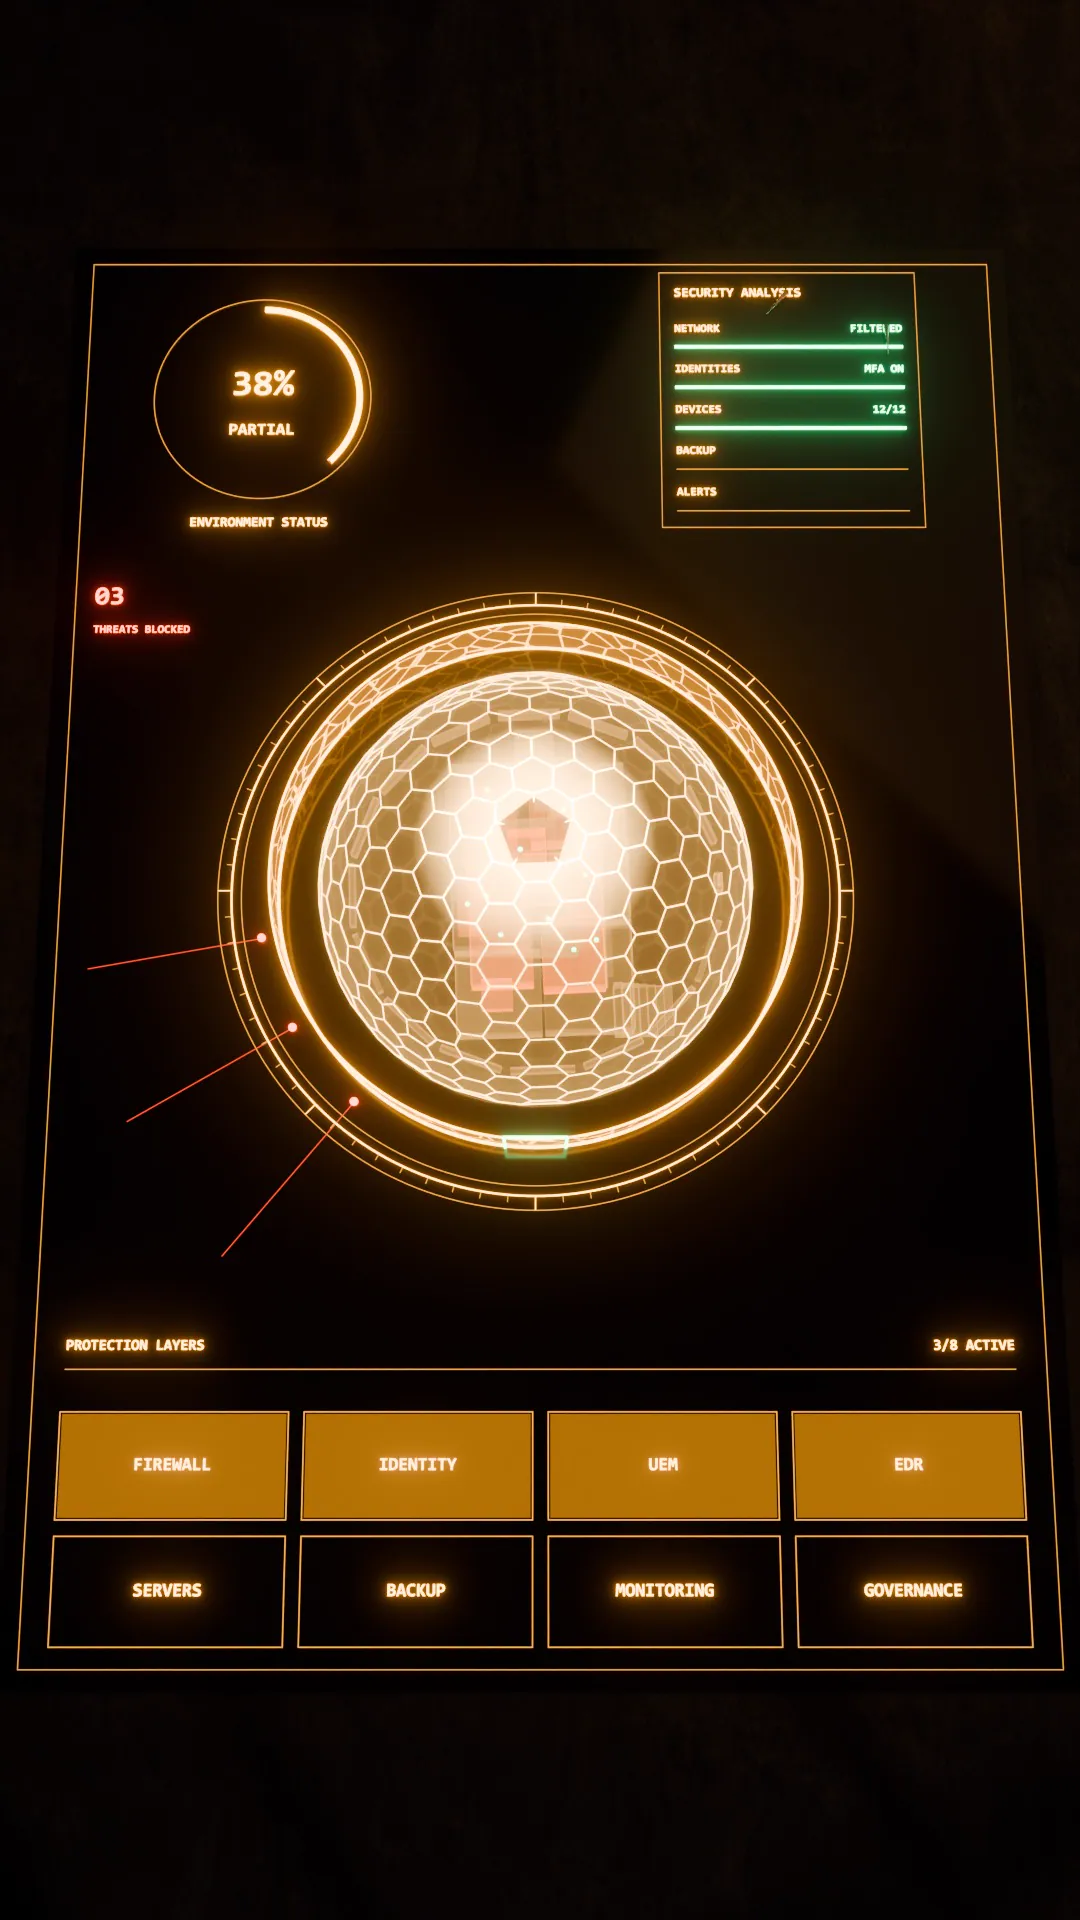 38%
PARTIAL
ENVIRONMENT STATUS
SECURITY ANALYSIS
NETWORK FILTERED
IDENTITIES MFA ON
DEVICES 12/12
BACKUP
ALERTS
03
THREATS BLOCKED
PROTECTION LAYERS 3/8 ACTIVE
FIREWALL IDENTITY UEM EDR
SERVERS BACKUP MONITORING GOVERNANCE